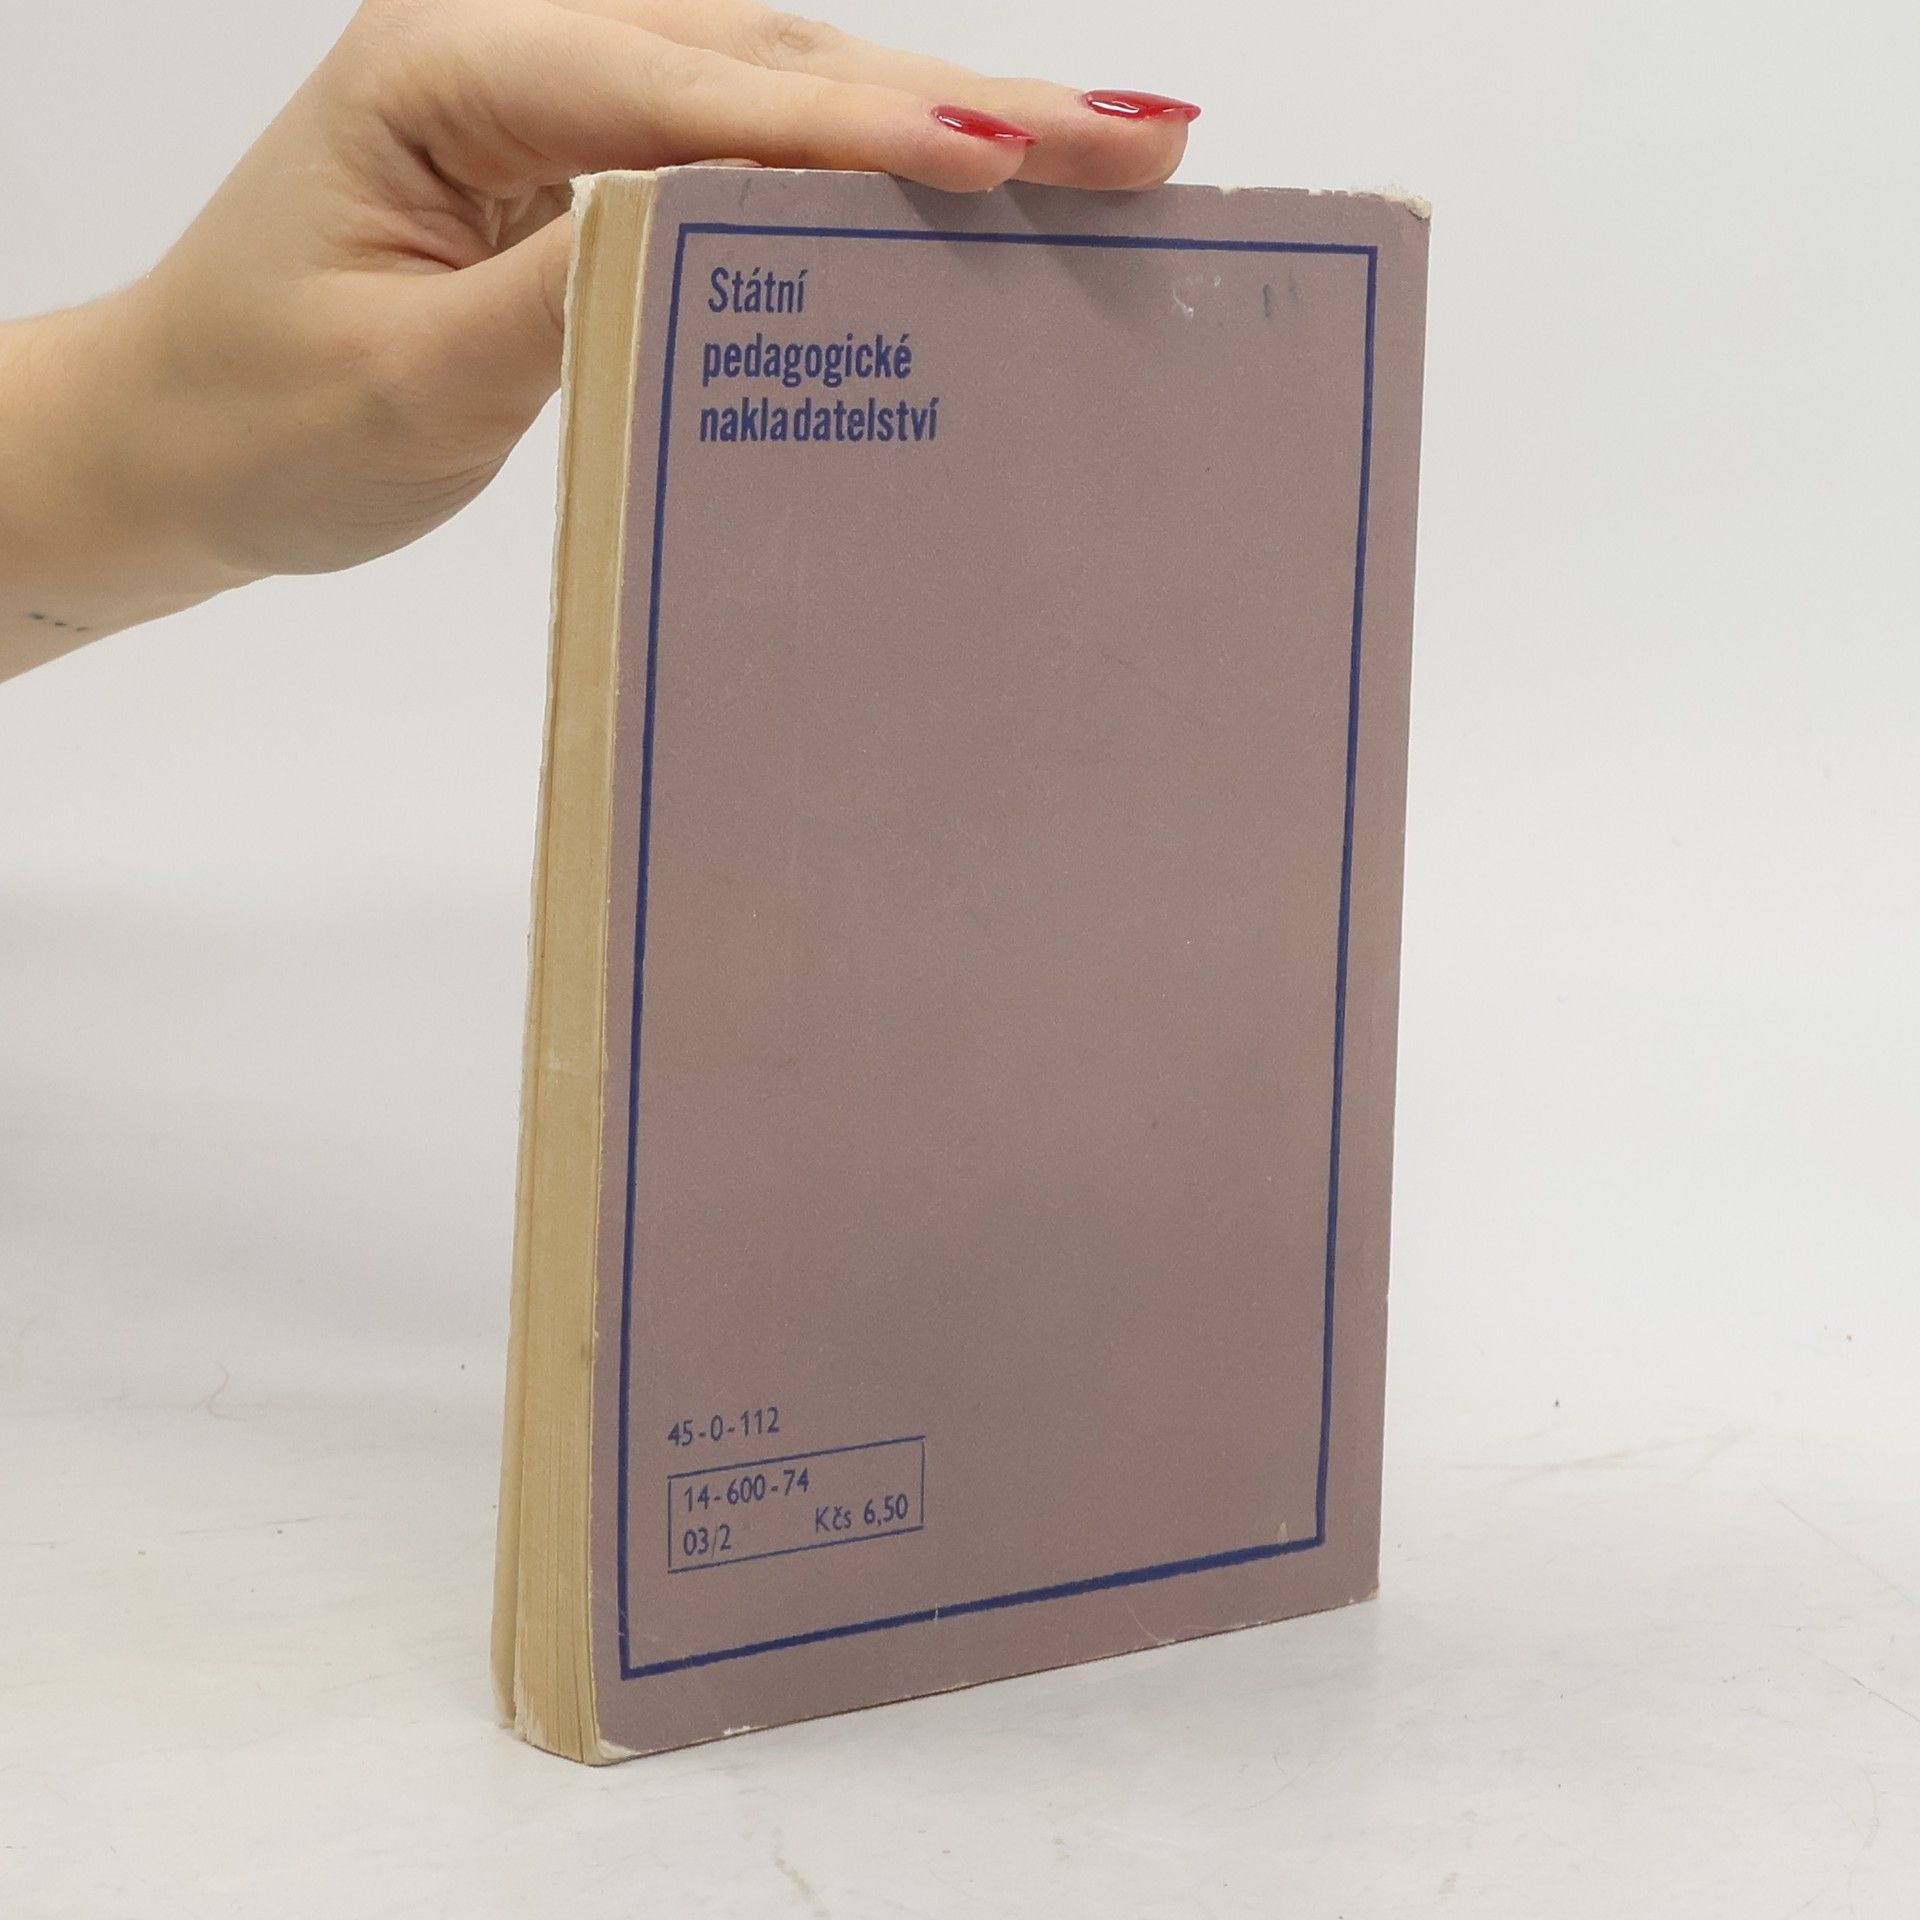 Státní
pedagogické
nakladatelství
45-0-112
14-600-74
03/2 Kčs 6,50